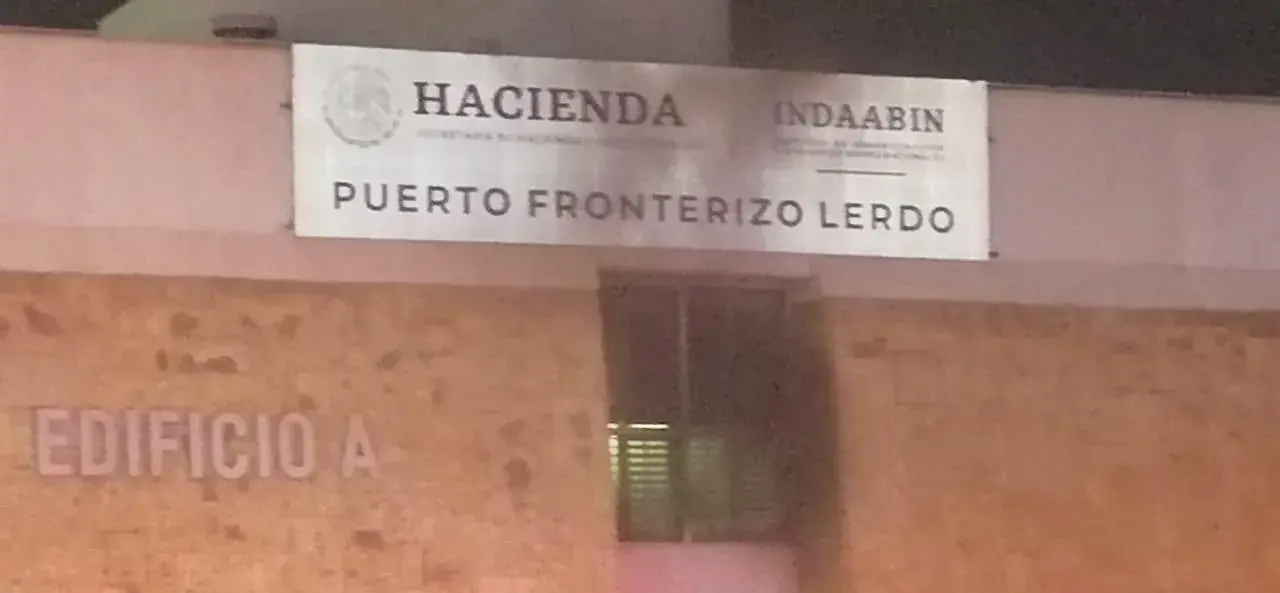 HACIENDA
INDAABIN
PUERTO FRONTERIZO LERDO
EDIFICIO A